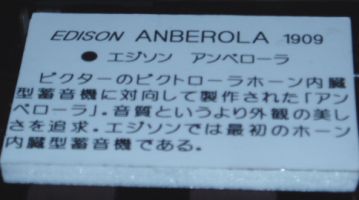 EDISON ANBEROLA 1909
● エジソン アンベローラ
ビクターのビクトローラホーン内臓
型蓄音機に対向して製作された「アン
ベローラ」。音質というより外観の美し
さを追求。エジソンでは最初のホーン
内臓型蓄音機である。